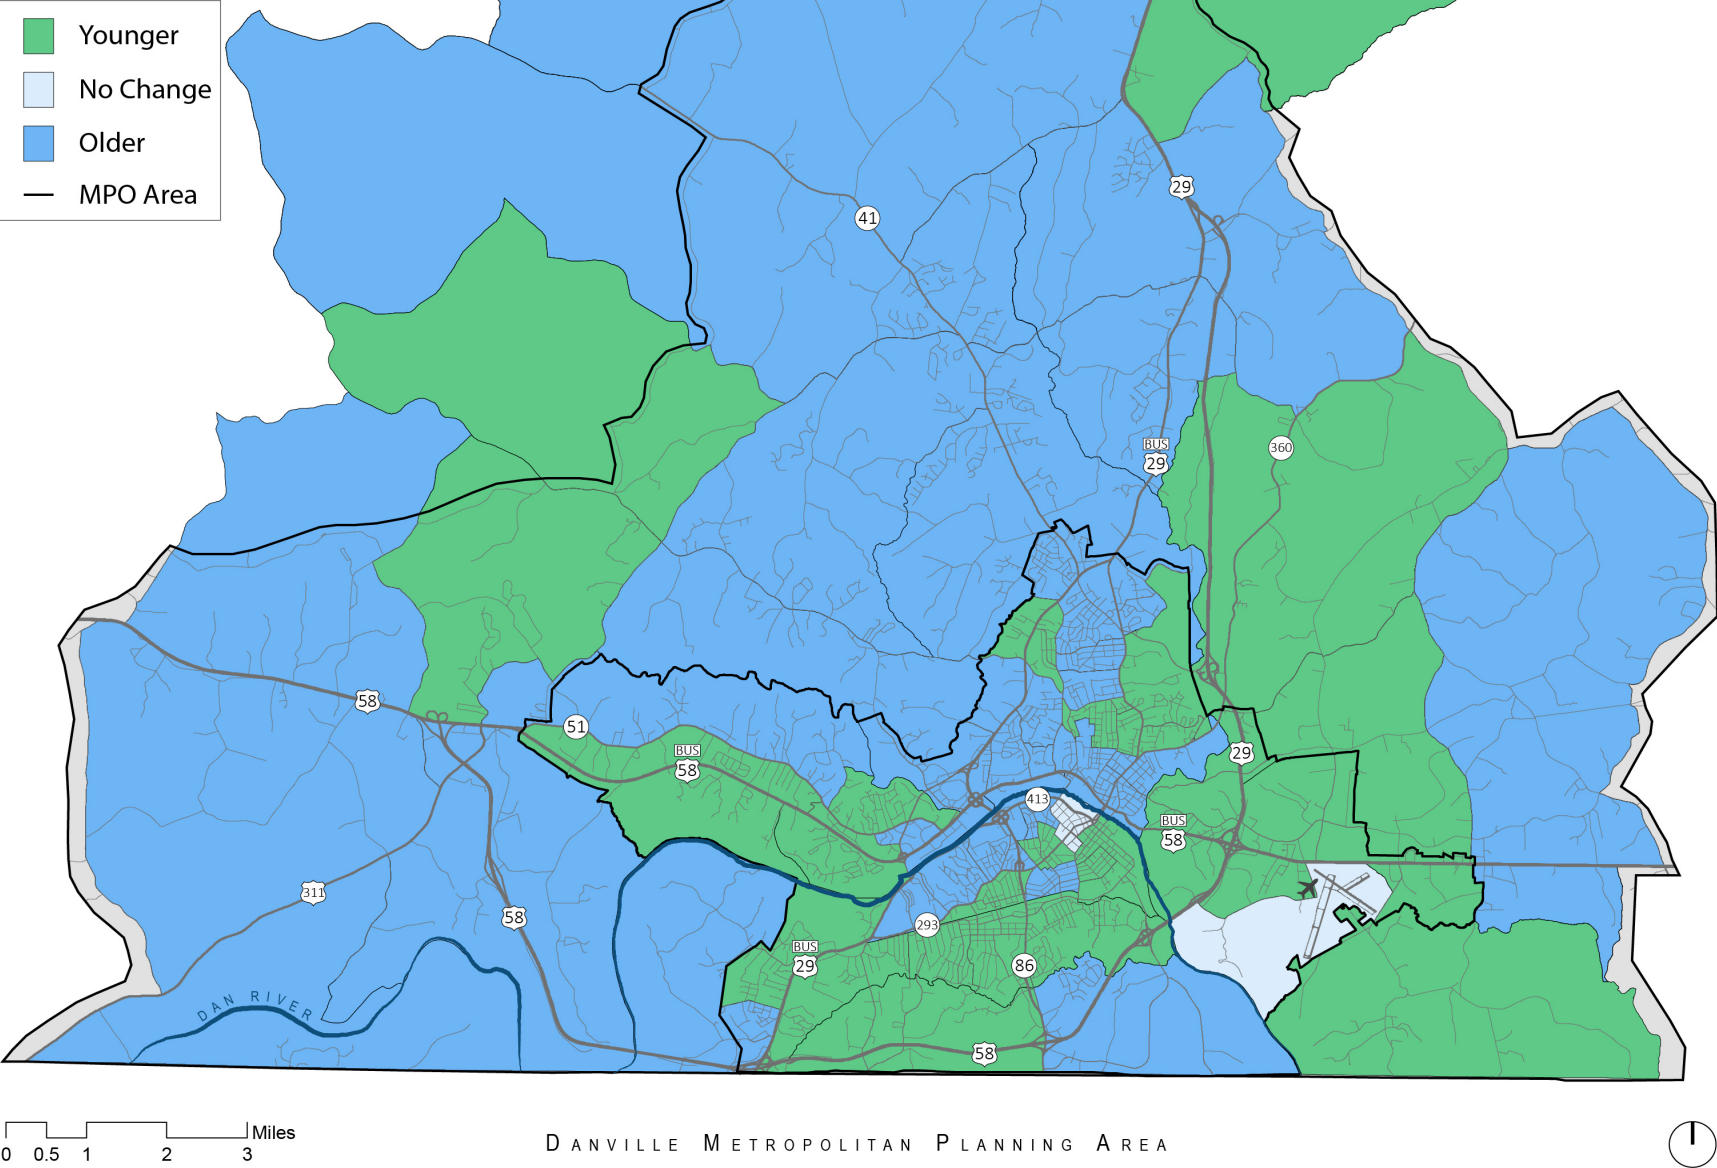 Younger
No Change
Older
MPO Area
29
41
BUS
29
360
58
51
BUS
58
29
413
BUS
58
311
58
293
BUS
29
86
DAN RIVER
58
Miles
0 0.5 1 2 3
DANVILLE METROPOLITAN PLANNING AREA